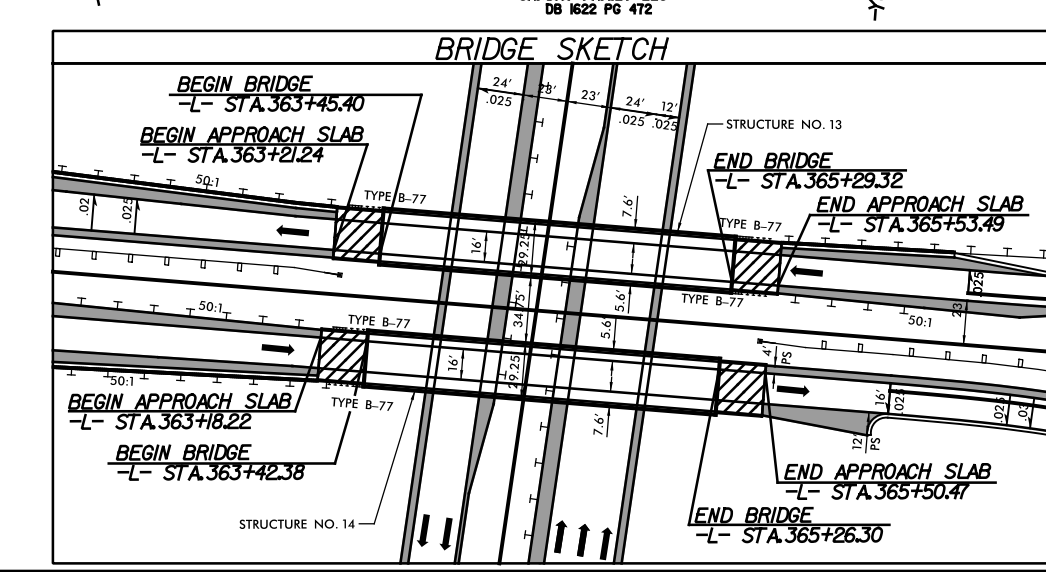 DB 1622 PG 472
BRIDGE SKETCH
BEGIN BRIDGE
-L- STA.363+45.40
BEGIN APPROACH SLAB
-L- STA.363+21.24
24'
.025
23'
24'
12'
.025
.025
STRUCTURE NO. 13
END BRIDGE
-L- STA.365+29.32
END APPROACH SLAB
-L- STA.365+53.49
50:1
TYPE B-77
7.6'
TYPE B-77
.02
.025
16'
29.25'
.025
TYPE B-77
23'
50:1
50:1
TYPE B-77
34.75'
5.6'
5.6'
4'
PS
16'
29.25'
50:1
16'
.025
.025
.03
BEGIN APPROACH SLAB
-L- STA.363+18.22
TYPE B-77
7.6'
12'
PS
BEGIN BRIDGE
-L- STA.363+42.38
END APPROACH SLAB
-L- STA.365+50.47
STRUCTURE NO. 14
END BRIDGE
-L- STA.365+26.30